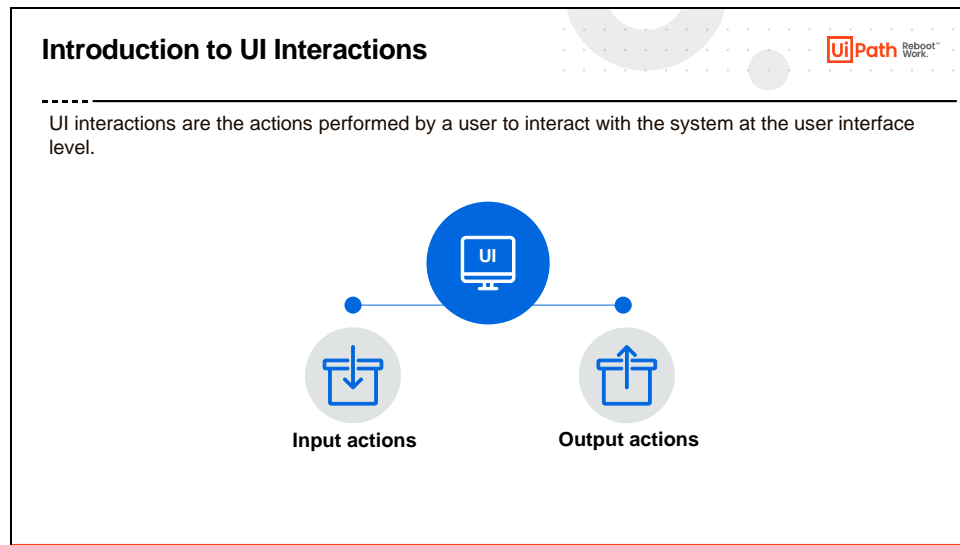 Introduction to UI Interactions
UiPath Reboot Work.™
UI interactions are the actions performed by a user to interact with the system at the user interface
level.
UI
Input actions
Output actions